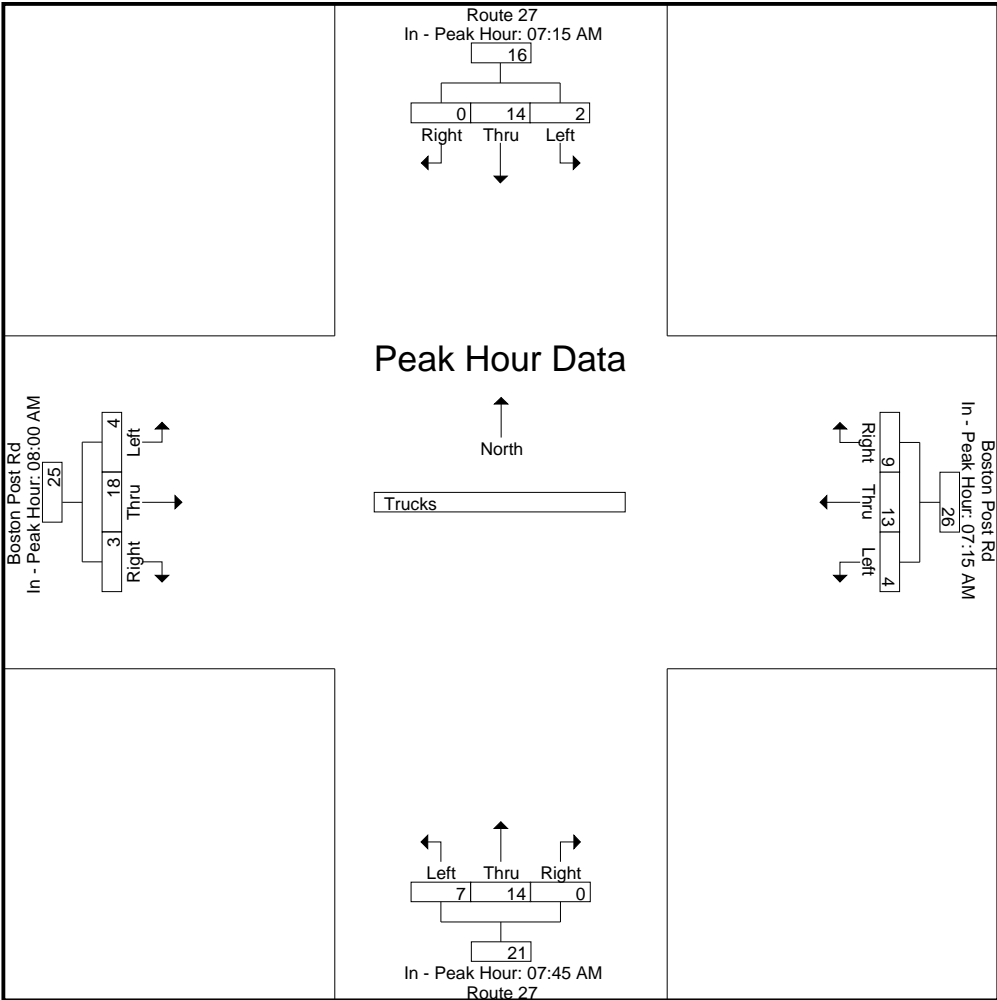 Route 27
In - Peak Hour: 07:15 AM
16
0 14 2
Right Thru Left
Peak Hour Data
North
Trucks
Boston Post Rd
In - Peak Hour: 08:00 AM
25
4 18 3
Left Thru Right
Boston Post Rd
In - Peak Hour: 07:15 AM
26
9 13 4
Right Thru Left
Left Thru Right
7 14 0
21
In - Peak Hour: 07:45 AM
Route 27